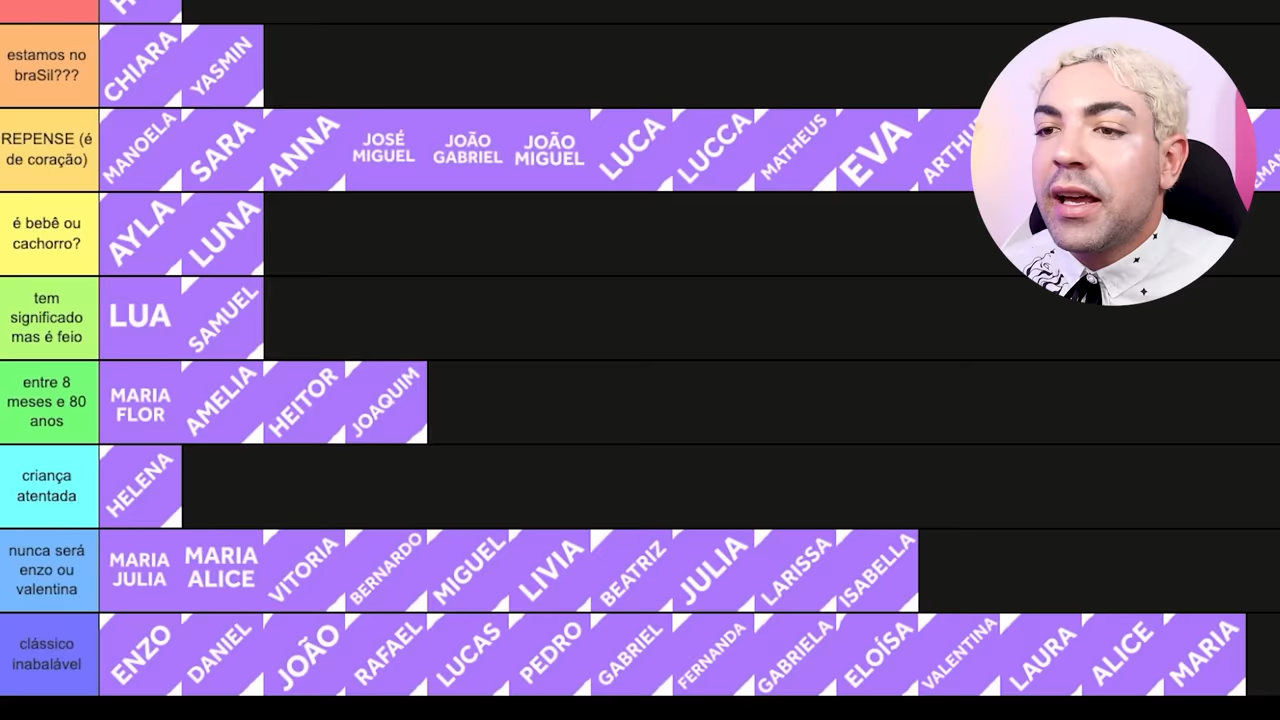 H
estamos no
braSil???
CHIARA
YASMIN
REPENSE (é
de coração)
MANOELA
SARA
ANNA
JOSÉ
MIGUEL
JOÃO
GABRIEL
JOÃO
MIGUEL
LUCA
LUCCA
MATHEUS
EVA
ARTHU
EMAN
é bebê ou
cachorro?
AYLA
LUNA
tem
significado
mas é feio
LUA
SAMUEL
entre 8
meses e 80
anos
MARIA
FLOR
AMELIA
HEITOR
JOAQUIM
criança
atentada
HELENA
nunca será
enzo ou
valentina
MARIA
JULIA
MARIA
ALICE
VITORIA
BERNARDO
MIGUEL
LIVIA
BEATRIZ
JULIA
LARISSA
ISABELLA
clássico
inabalável
ENZO
DANIEL
JOÃO
RAFAEL
LUCAS
PEDRO
GABRIEL
FERNANDA
GABRIELA
ELOÍSA
VALENTINA
LAURA
ALICE
MARIA